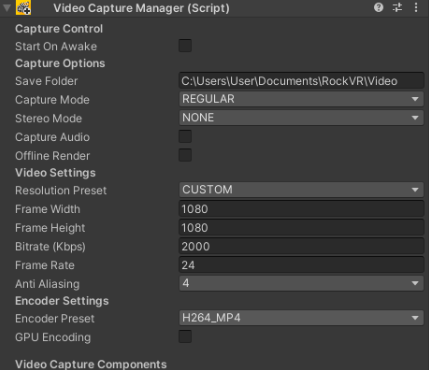 Video Capture Manager (Script)
Capture Control
Start On Awake
Capture Options
Save Folder C:\Users\User\Documents\RockVR\Video
Capture Mode REGULAR
Stereo Mode NONE
Capture Audio
Offline Render
Video Settings
Resolution Preset CUSTOM
Frame Width 1080
Frame Height 1080
Bitrate (Kbps) 2000
Frame Rate 24
Anti Aliasing 4
Encoder Settings
Encoder Preset H264_MP4
GPU Encoding
Video Capture Components